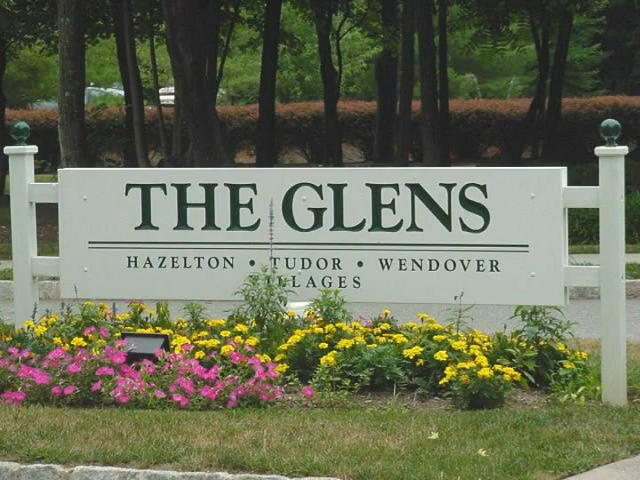 THE GLENS
HAZELTON • TUDOR • WENDOVER
VILLAGES